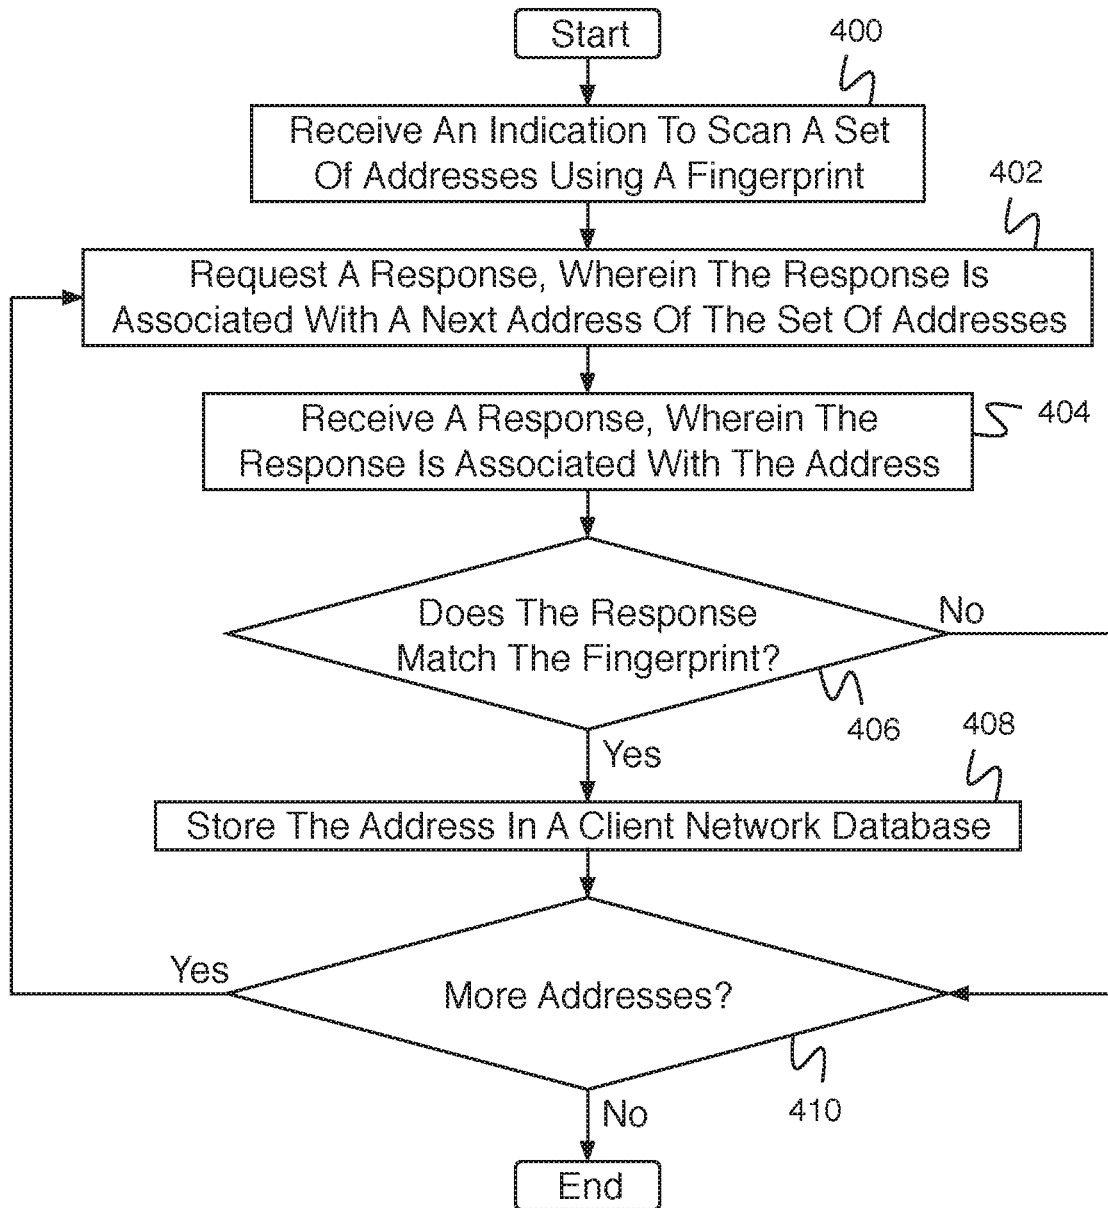 Start
400
Receive An Indication To Scan A Set
Of Addresses Using A Fingerprint
402
Request A Response, Wherein The Response Is
Associated With A Next Address Of The Set Of Addresses
Receive A Response, Wherein The
Response Is Associated With The Address
404
Does The Response
Match The Fingerprint?
No
406
Yes
408
Store The Address In A Client Network Database
Yes
More Addresses?
410
No
End